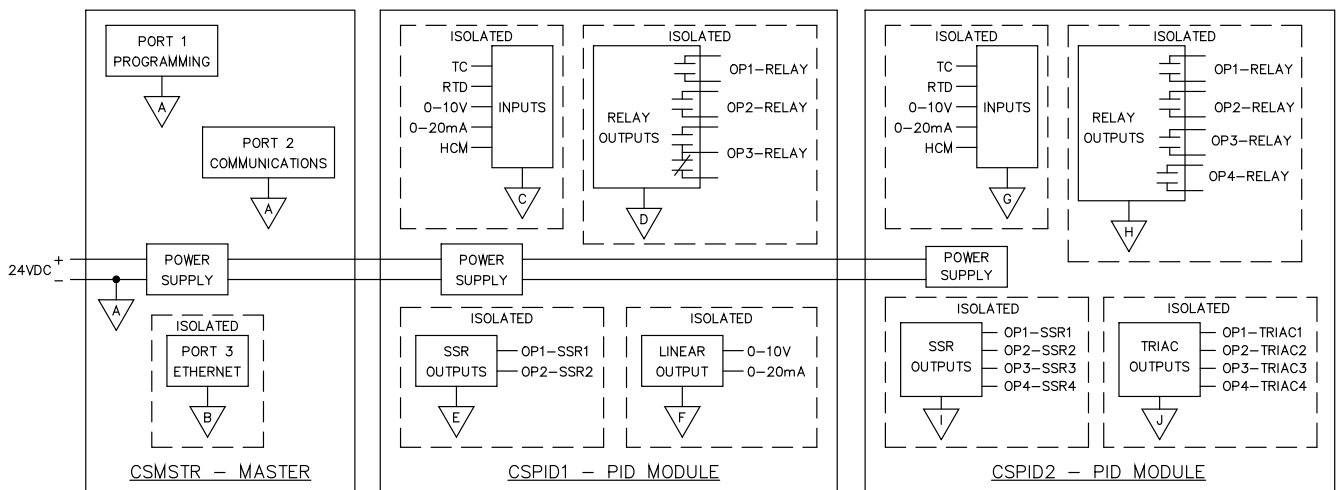 PORT 1
PROGRAMMING
A
PORT 2
COMMUNICATIONS
A
24VDC
+
−
A
POWER
SUPPLY
ISOLATED
PORT 3
ETHERNET
B
CSMSTR − MASTER
ISOLATED
TC
RTD
0−10V
0−20mA
HCM
INPUTS
C
ISOLATED
RELAY
OUTPUTS
OP1−RELAY
OP2−RELAY
OP3−RELAY
D
POWER
SUPPLY
ISOLATED
SSR
OUTPUTS
OP1−SSR1
OP2−SSR2
E
ISOLATED
LINEAR
OUTPUT
0−10V
0−20mA
F
CSPID1 − PID MODULE
ISOLATED
TC
RTD
0−10V
0−20mA
HCM
INPUTS
G
ISOLATED
RELAY
OUTPUTS
OP1−RELAY
OP2−RELAY
OP3−RELAY
OP4−RELAY
H
POWER
SUPPLY
ISOLATED
SSR
OUTPUTS
OP1−SSR1
OP2−SSR2
OP3−SSR3
OP4−SSR4
I
ISOLATED
TRIAC
OUTPUTS
OP1−TRIAC1
OP2−TRIAC2
OP3−TRIAC3
OP4−TRIAC4
J
CSPID2 − PID MODULE